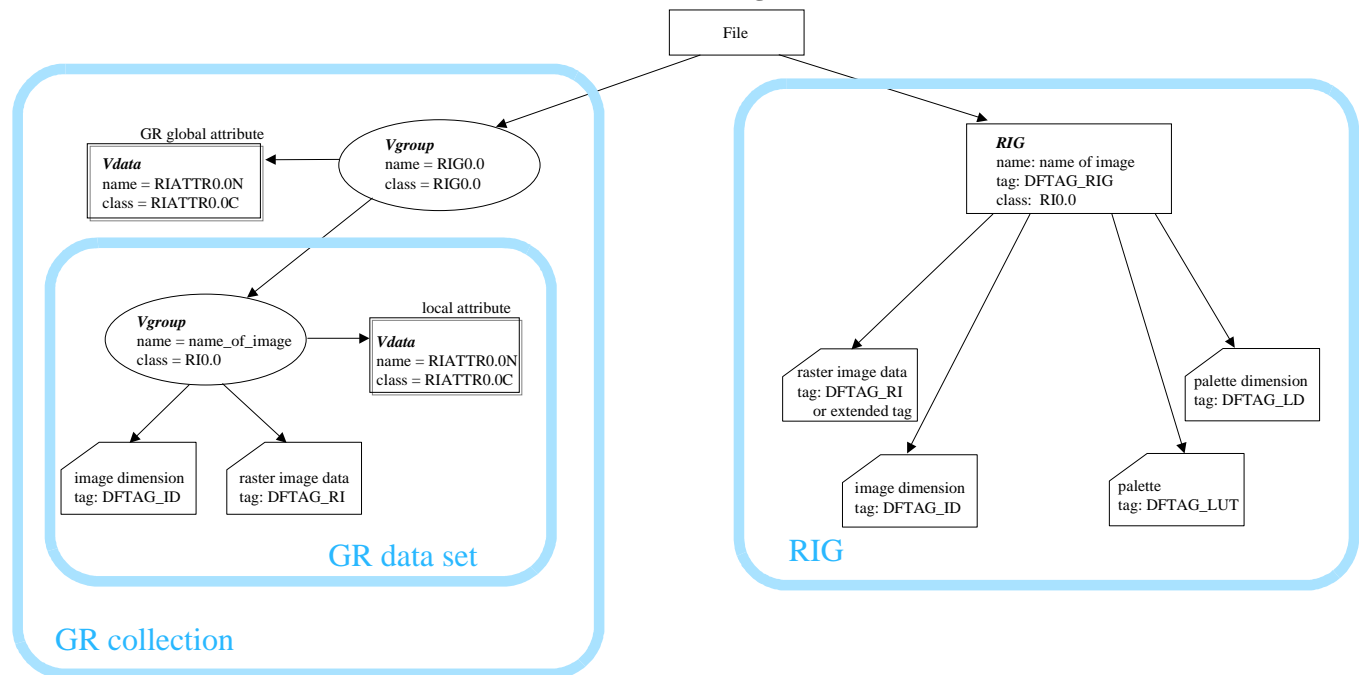 File
GR global attribute
Vdata
name = RIATTR0.0N
class = RIATTR0.0C
Vgroup
name = RIG0.0
class = RIG0.0
Vgroup
name = name_of_image
class = RI0.0
local attribute
Vdata
name = RIATTR0.0N
class = RIATTR0.0C
image dimension
tag: DFTAG_ID
raster image data
tag: DFTAG_RI
GR data set
GR collection
RIG
name: name of image
tag: DFTAG_RIG
class: RI0.0
raster image data
tag: DFTAG_RI
or extended tag
palette dimension
tag: DFTAG_LD
image dimension
tag: DFTAG_ID
palette
tag: DFTAG_LUT
RIG